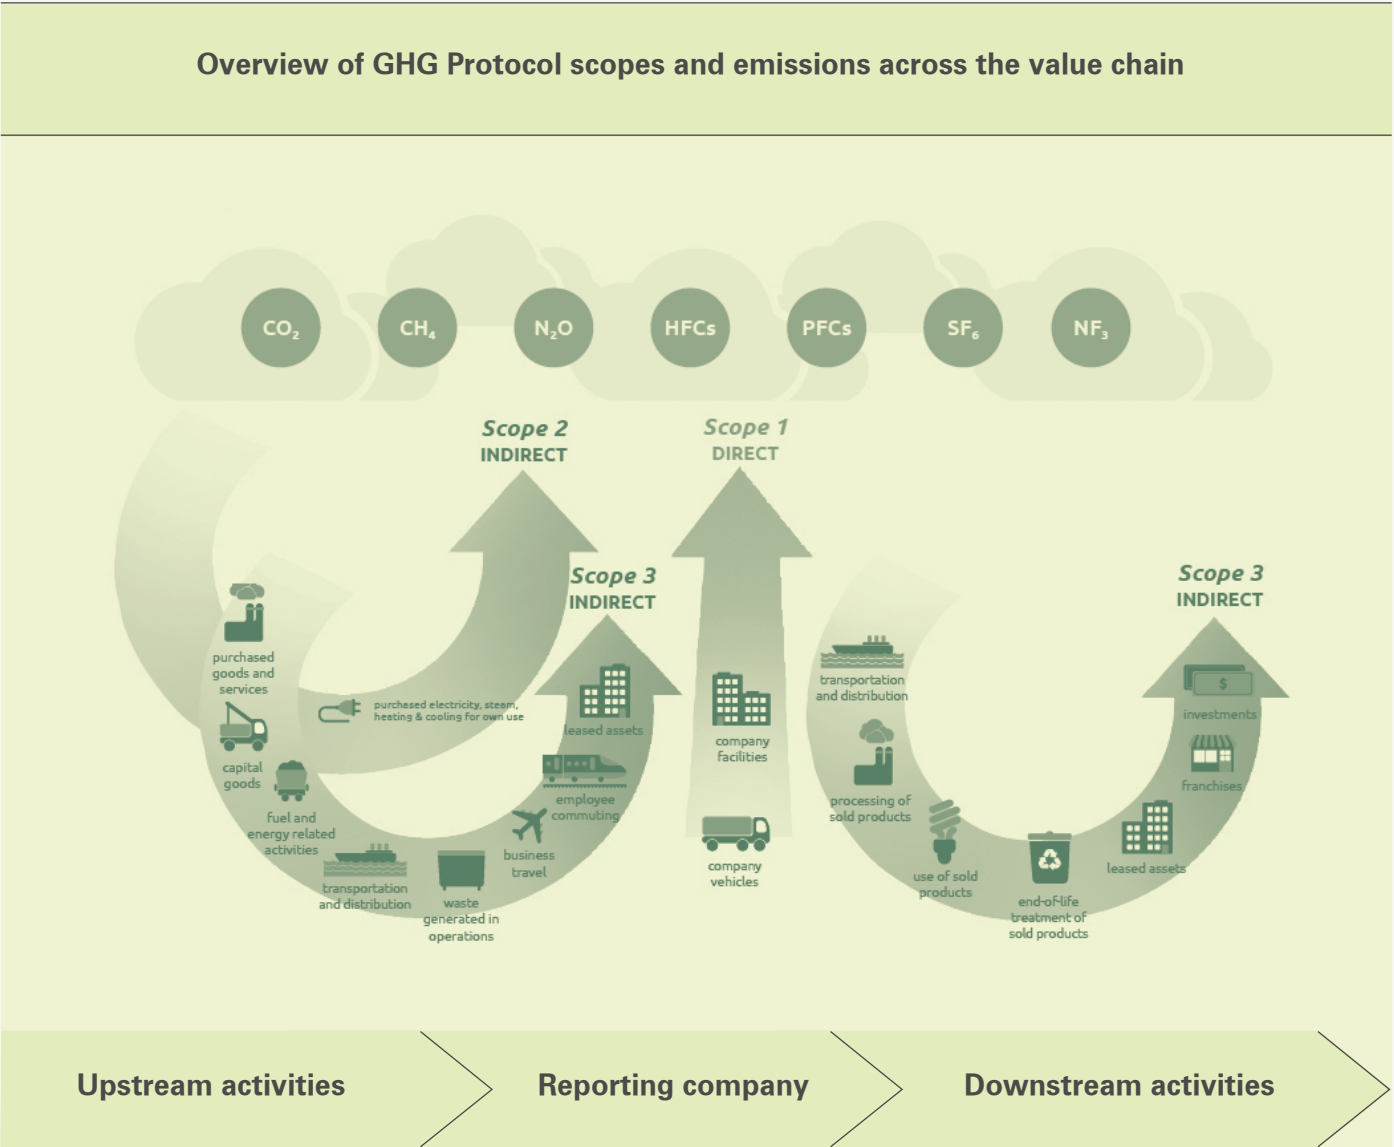 Overview of GHG Protocol scopes and emissions across the value chain
CO₂
CH₄
N₂O
HFCs
PFCs
SF₆
NF₃
Scope 2
INDIRECT
Scope 1
DIRECT
Scope 3
INDIRECT
Scope 3
INDIRECT
purchased
goods and
services
capital
goods
fuel and
energy related
activities
purchased electricity, steam,
heating & cooling for own use
transportation
and distribution
waste
generated in
operations
business
travel
employee
commuting
leased assets
company
facilities
company
vehicles
transportation
and distribution
processing of
sold products
use of sold
products
end-of-life
treatment of
sold products
leased assets
franchises
$
investments
Upstream activities
Reporting company
Downstream activities